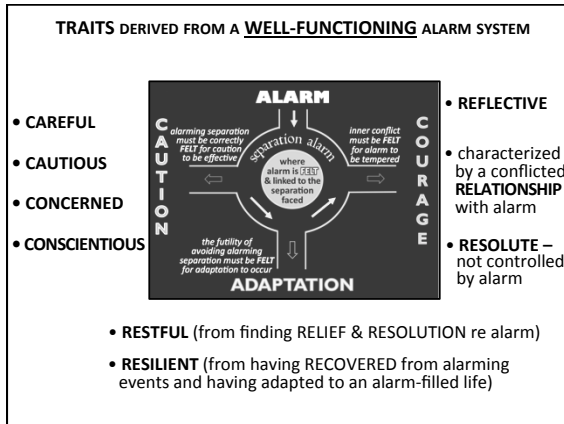 TRAITS DERIVED FROM A WELL-FUNCTIONING ALARM SYSTEM
• CAREFUL
• CAUTIOUS
• CONCERNED
• CONSCIENTIOUS
CAUTION
ALARM
alarming separation
must be correctly
FELT for caution
to be effective
separation alarm
inner conflict
must be FELT
for alarm to
be tempered
where
alarm is FELT
& linked to the
separation
faced
the futility of
avoiding alarming
separation must be FELT
for adaptation to occur
ADAPTATION
COURAGE
• REFLECTIVE
• characterized
by a conflicted
RELATIONSHIP
with alarm
• RESOLUTE –
not controlled
by alarm
• RESTFUL (from finding RELIEF & RESOLUTION re alarm)
• RESILIENT (from having RECOVERED from alarming
events and having adapted to an alarm-filled life)